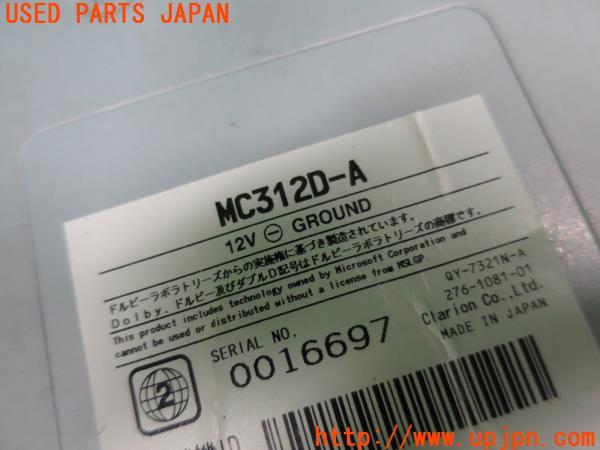 USED PARTS JAPAN
MC312D-A
12V ⊖ GROUND
ドルビーラボラトリーズからの実施権に基づき製造されています。
Dolby、ドルビー及びダブルD記号はドルビーラボラトリーズの商標です。
This product includes technology owned by Microsoft Corporation and
cannot be used or distributed without a license from MSLGP.
QY-7321N-A
276-1081-01
Clarion Co.,Ltd.
MADE IN JAPAN
SERIAL NO.
0016697
2
http://www.upjpn.com